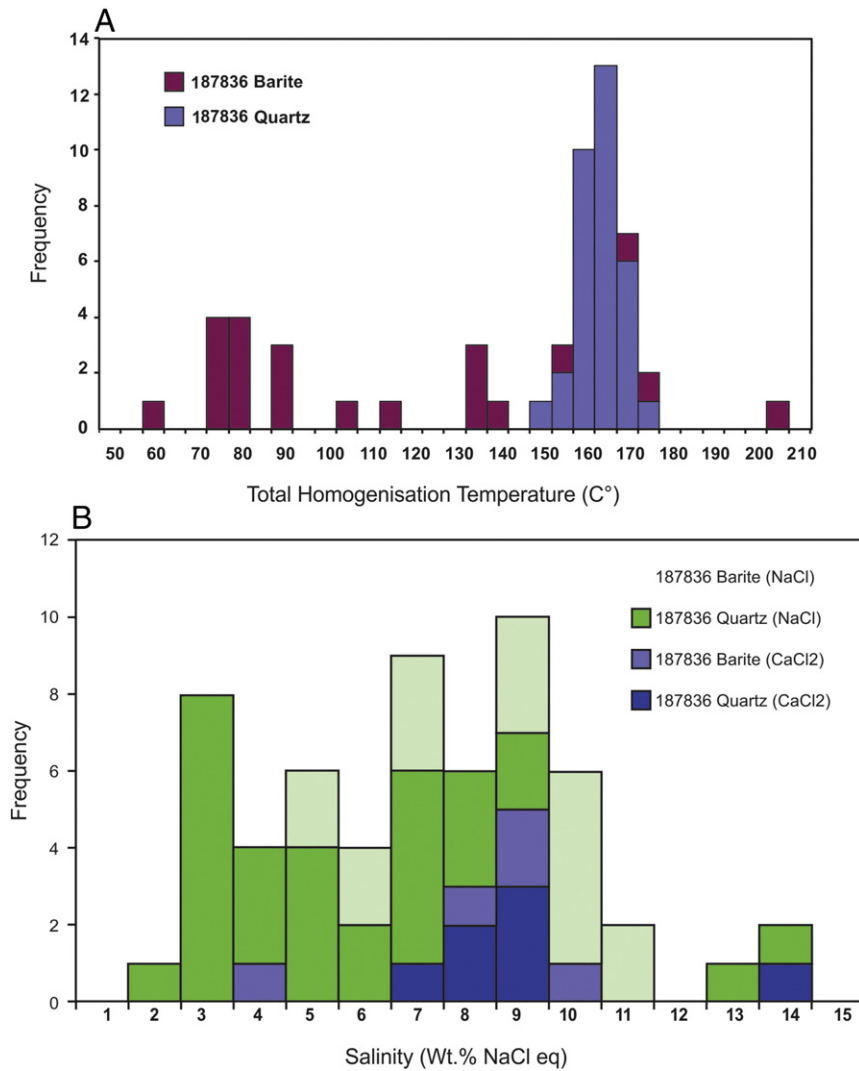 A
14
12
10
8
6
4
2
0
Frequency
187836 Barite
187836 Quartz
50 60 70 80 90 100 110 120 130 140 150 160 170 180 190 200 210
Total Homogenisation Temperature (C°)
B
12
10
8
6
4
2
0
Frequency
187836 Barite (NaCl)
187836 Quartz (NaCl)
187836 Barite (CaCl2)
187836 Quartz (CaCl2)
1 2 3 4 5 6 7 8 9 10 11 12 13 14 15
Salinity (Wt.% NaCl eq)